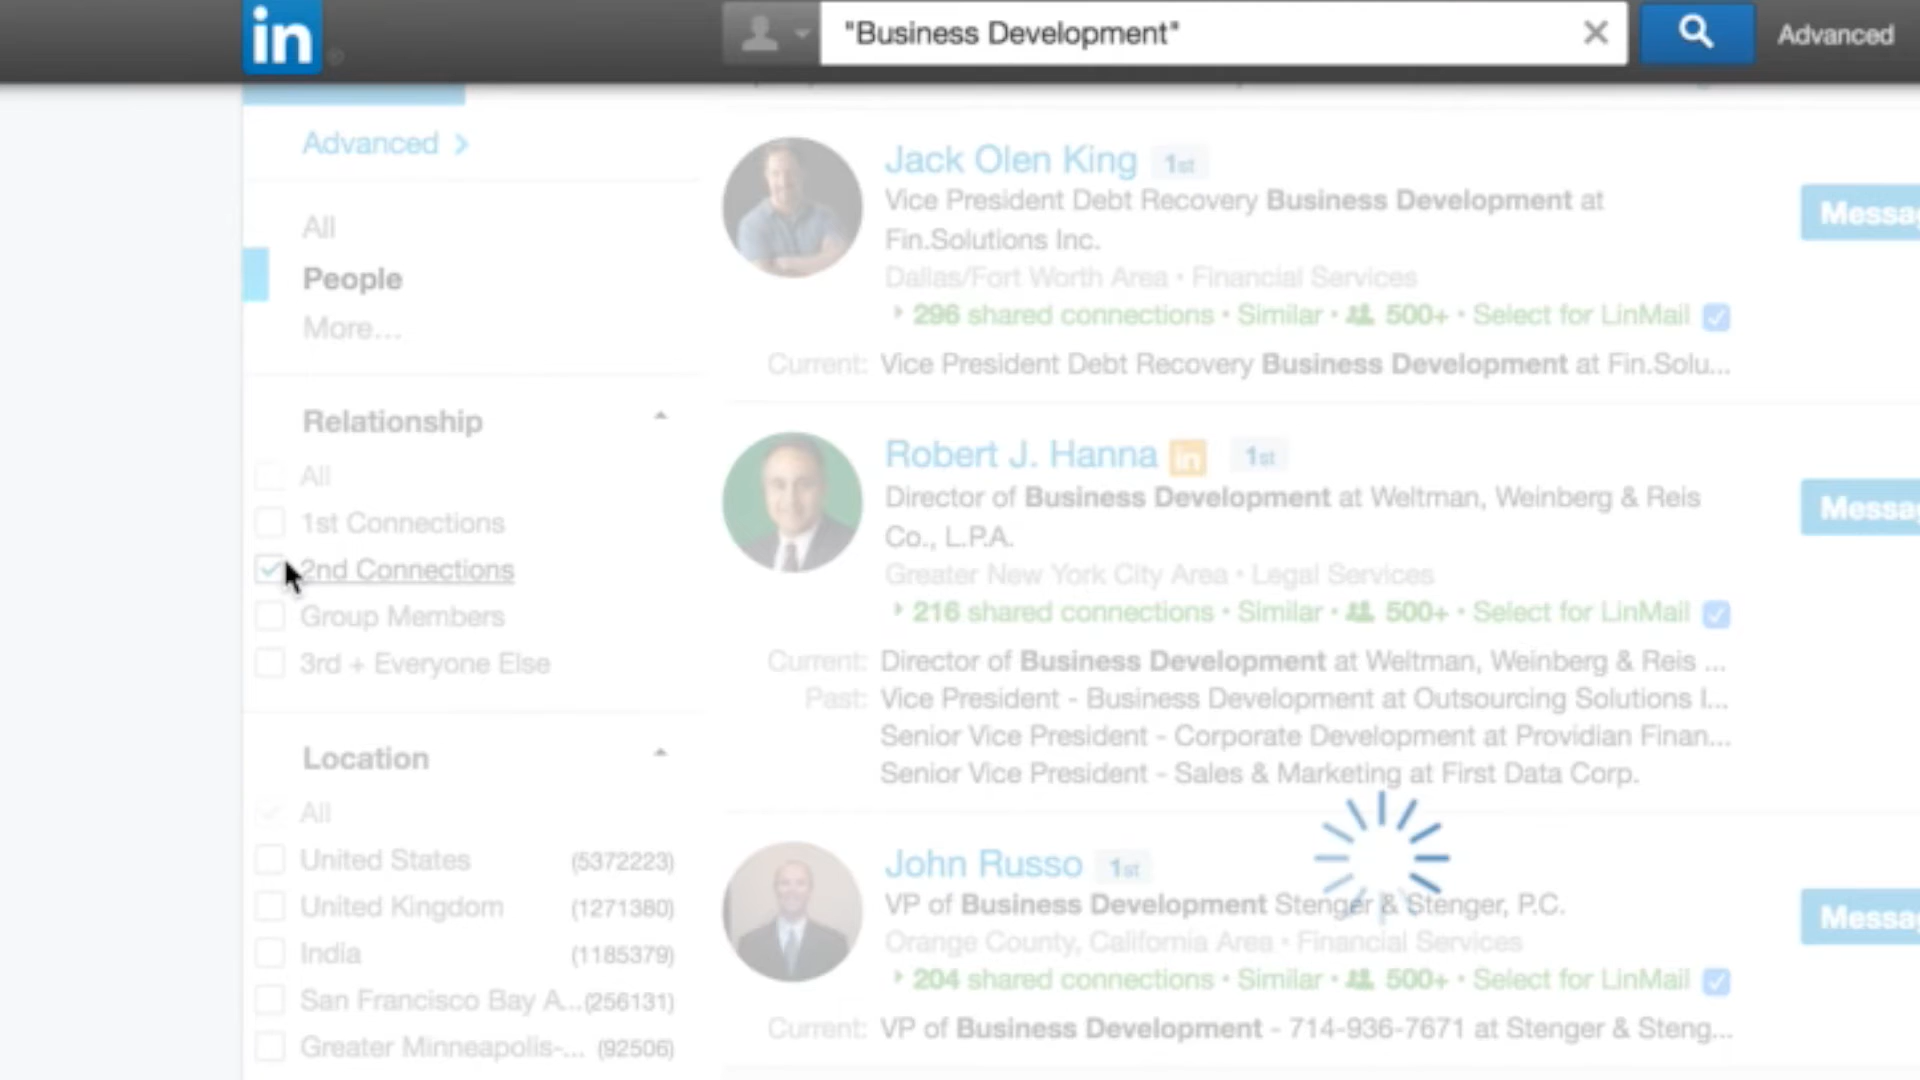 in
"Business Development"
Advanced
Advanced >
All
People
More...
Relationship
All
1st Connections
2nd Connections
Group Members
3rd + Everyone Else
Location
All
United States (5372223)
United Kingdom (1271380)
India (1185379)
San Francisco Bay A... (256131)
Greater Minneapolis-... (92506)
Jack Olen King 1st
Vice President Debt Recovery Business Development at
Fin.Solutions Inc.
Dallas/Fort Worth Area • Financial Services
296 shared connections • Similar • 500+ • Select for LinMail
Current: Vice President Debt Recovery Business Development at Fin.Solu...
Messag
Robert J. Hanna in 1st
Director of Business Development at Weltman, Weinberg & Reis
Co., L.P.A.
Greater New York City Area • Legal Services
216 shared connections • Similar • 500+ • Select for LinMail
Current: Director of Business Development at Weltman, Weinberg & Reis ...
Past: Vice President - Business Development at Outsourcing Solutions I...
Senior Vice President - Corporate Development at Providian Finan...
Senior Vice President - Sales & Marketing at First Data Corp.
Messag
John Russo 1st
VP of Business Development Stenger & Stenger, P.C.
Orange County, California Area • Financial Services
204 shared connections • Similar • 500+ • Select for LinMail
Current: VP of Business Development - 714-936-7671 at Stenger & Steng...
Messag